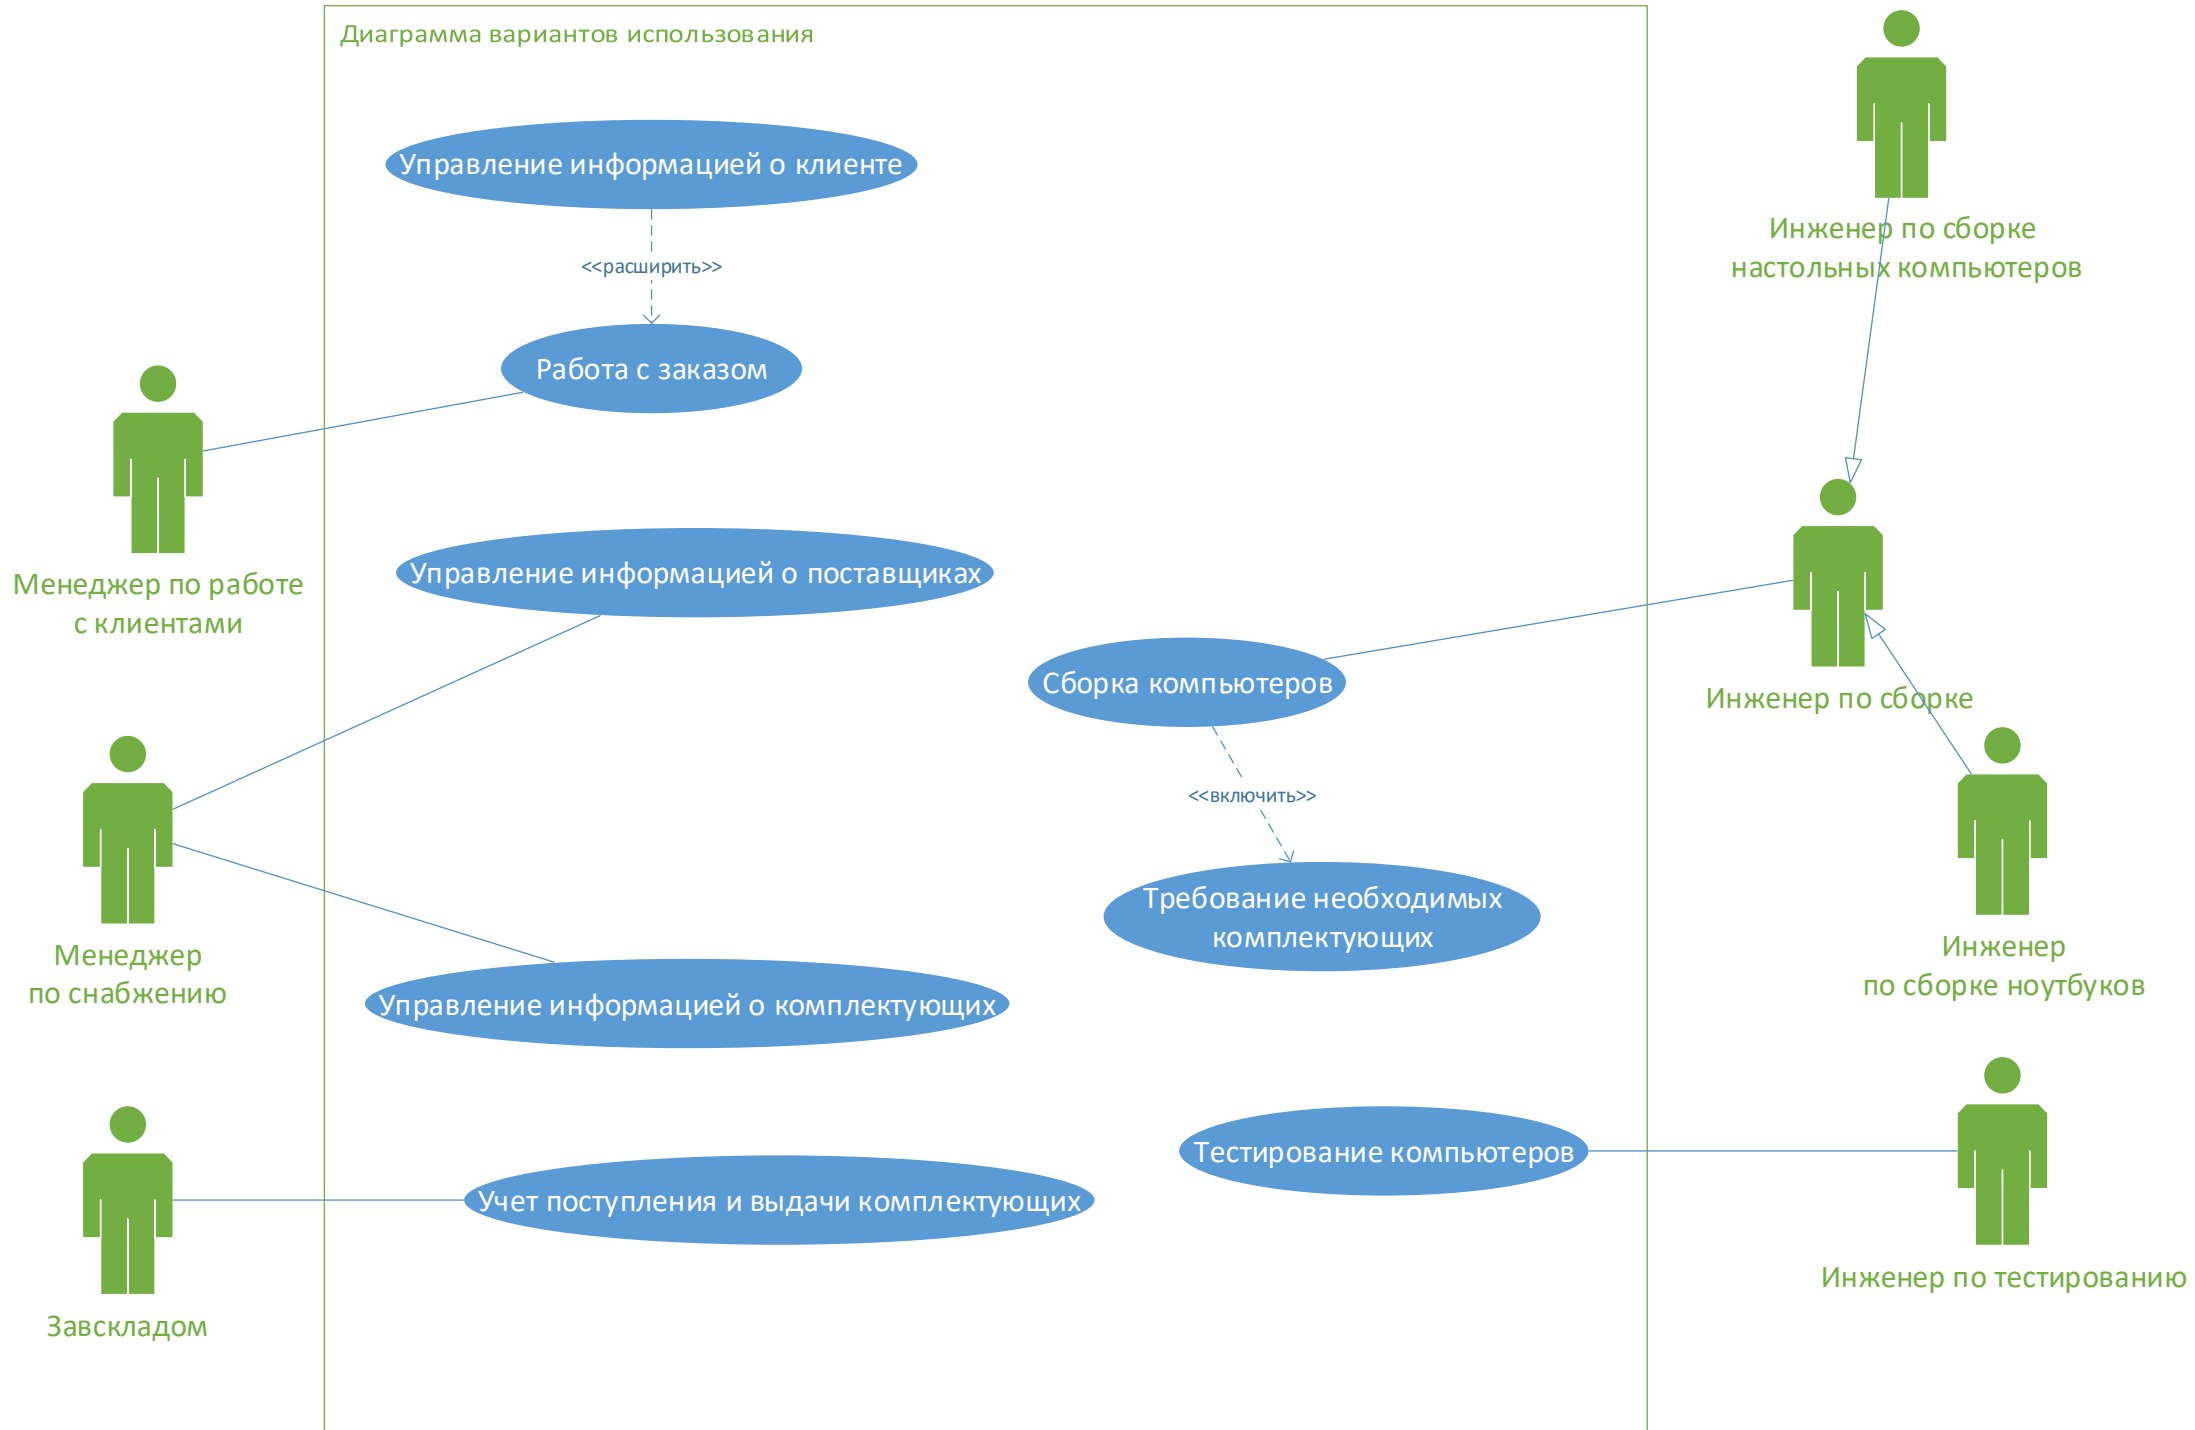 Диаграмма вариантов использования
Управление информацией о клиенте
<<расширить>>
Работа с заказом
Менеджер по работе
с клиентами
Управление информацией о поставщиках
Менеджер
по снабжению
Управление информацией о комплектующих
Завскладом
Учет поступления и выдачи комплектующих
Инженер по сборке
настольных компьютеров
Сборка компьютеров
Инженер по сборке
<<включить>>
Требование необходимых
комплектующих
Инженер
по сборке ноутбуков
Тестирование компьютеров
Инженер по тестированию